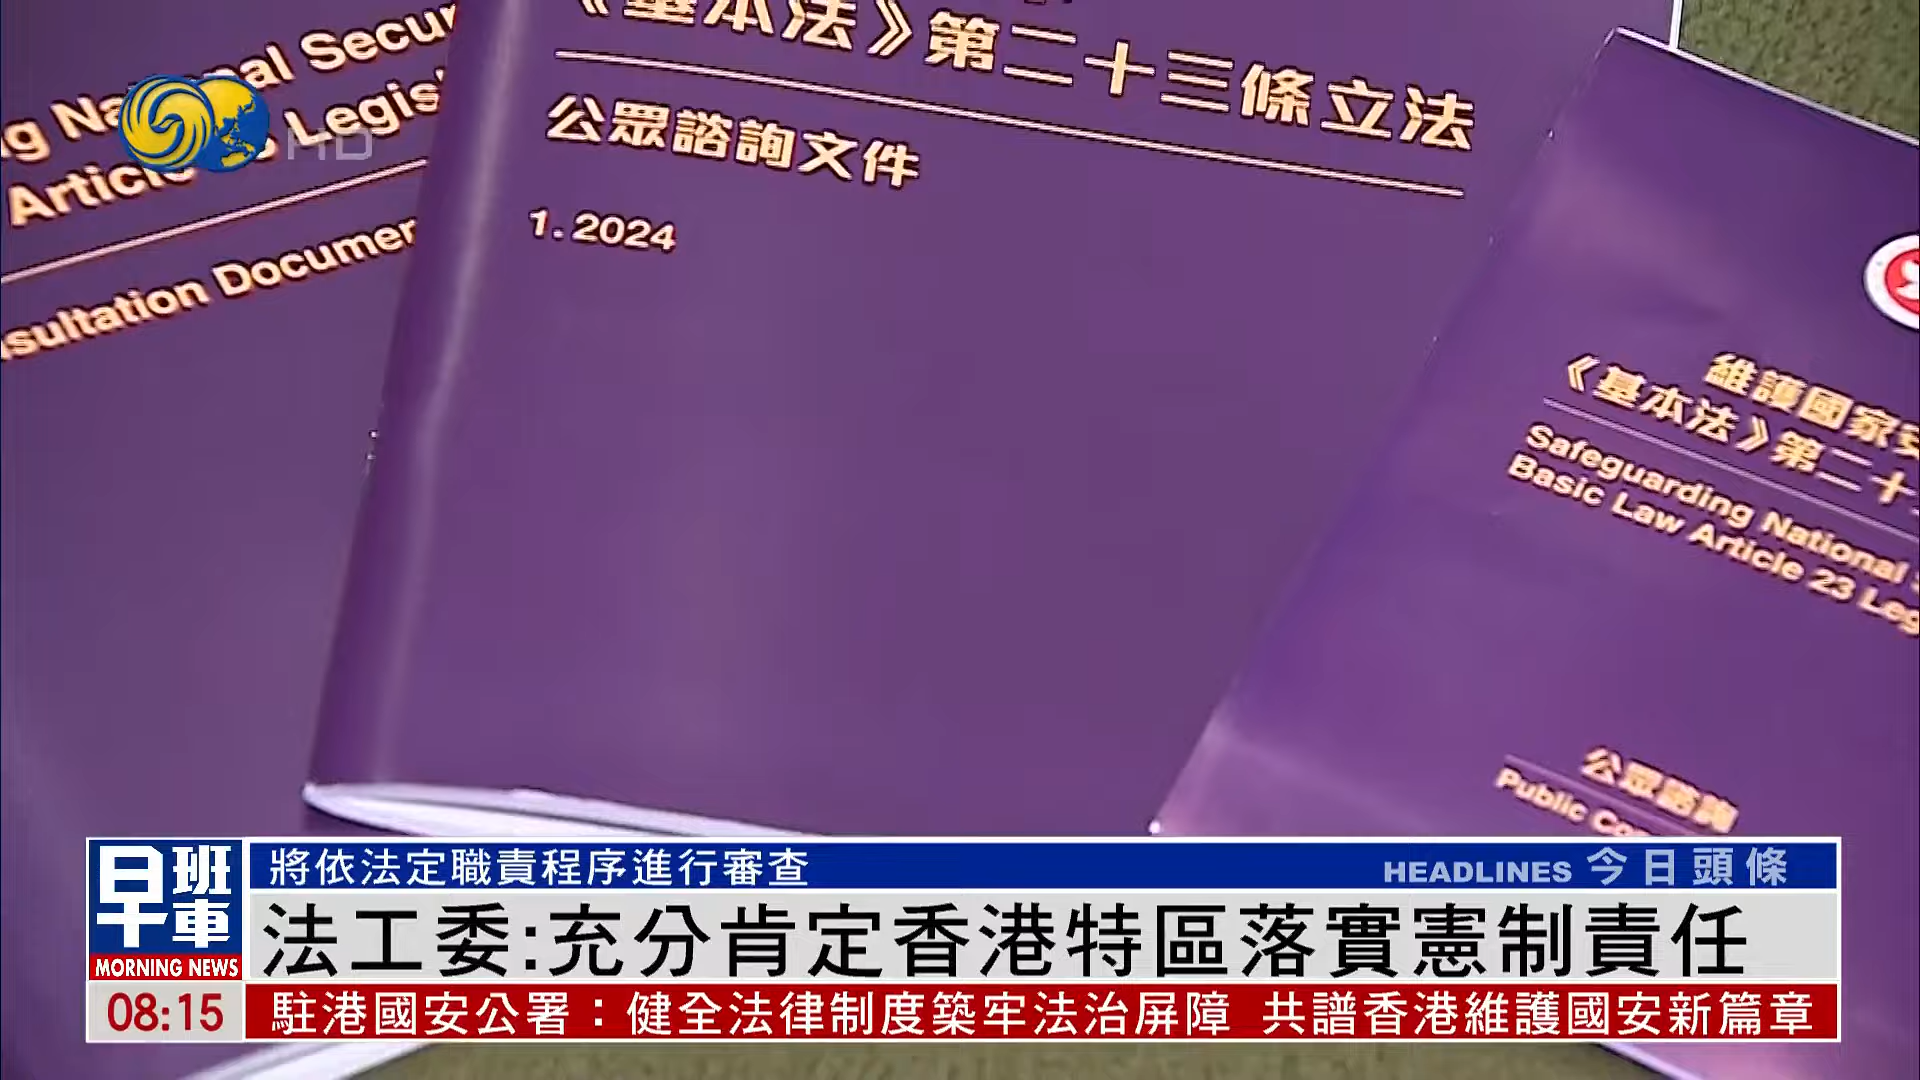 《基本法》第二十三條立法
公眾諮詢文件
1.2024
National Secur
Article Legis
Documen
HD
維護國家安
《基本法》第二十
Safeguarding National
Basic Law Article 23 Leg
公眾諮詢
Public Con
將依法定職責程序進行審查
HEADLINES 今日頭條
早班車
MORNING NEWS
法工委:充分肯定香港特區落實憲制責任
08:15
駐港國安公署：健全法律制度築牢法治屏障 共譜香港維護國安新篇章